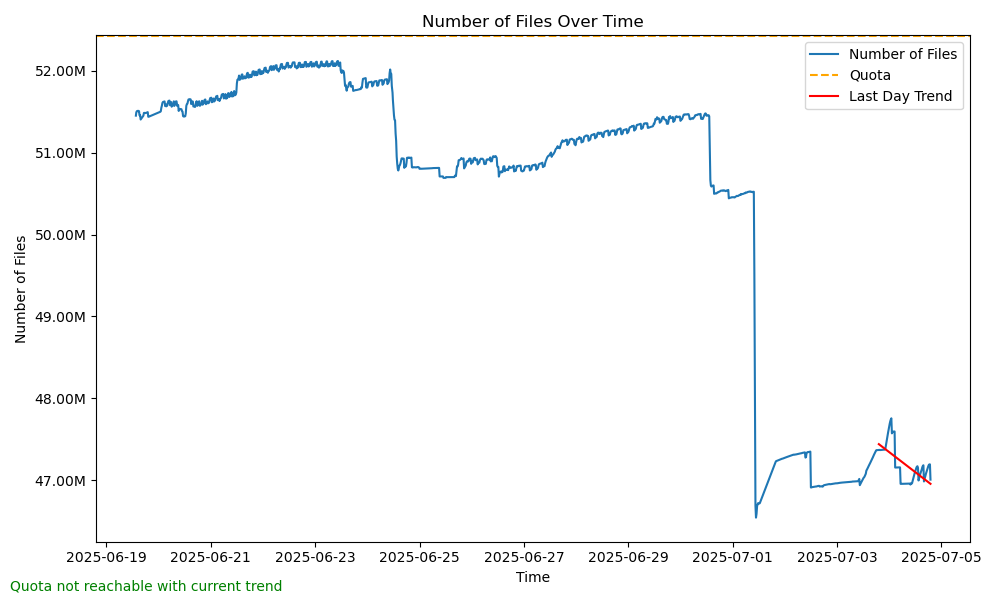 Number of Files Over Time
Number of Files
Quota
Last Day Trend
52.00M
51.00M
50.00M
49.00M
48.00M
47.00M
Number of Files
2025-06-19 2025-06-21 2025-06-23 2025-06-25 2025-06-27 2025-06-29 2025-07-01 2025-07-03 2025-07-05
Time
Quota not reachable with current trend